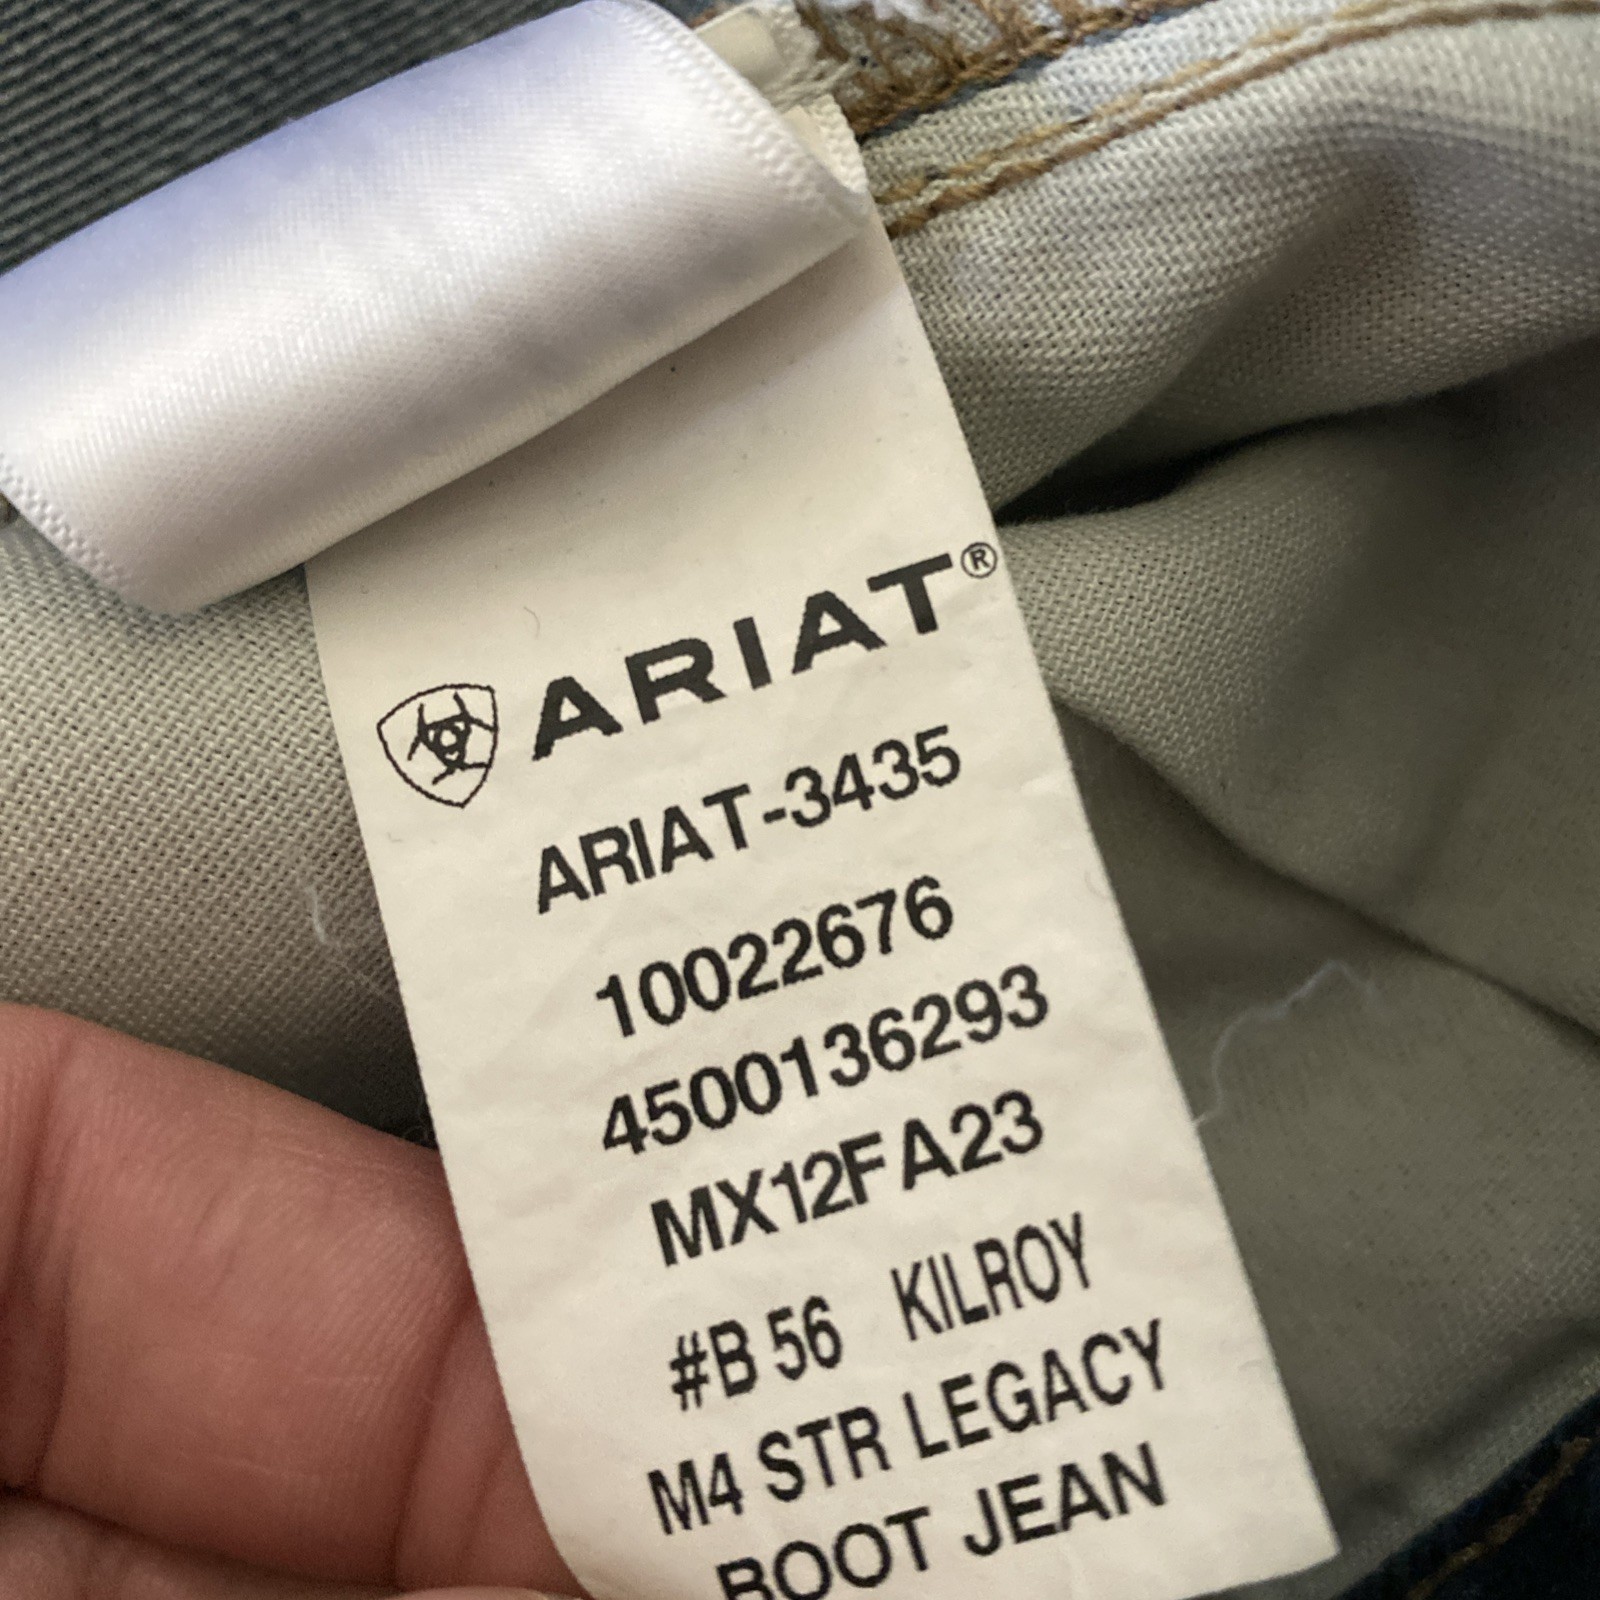 ARIAT®
ARIAT-3435
10022676
4500136293
MX12FA23
#B 56 KILROY
M4 STR LEGACY
BOOT JEAN